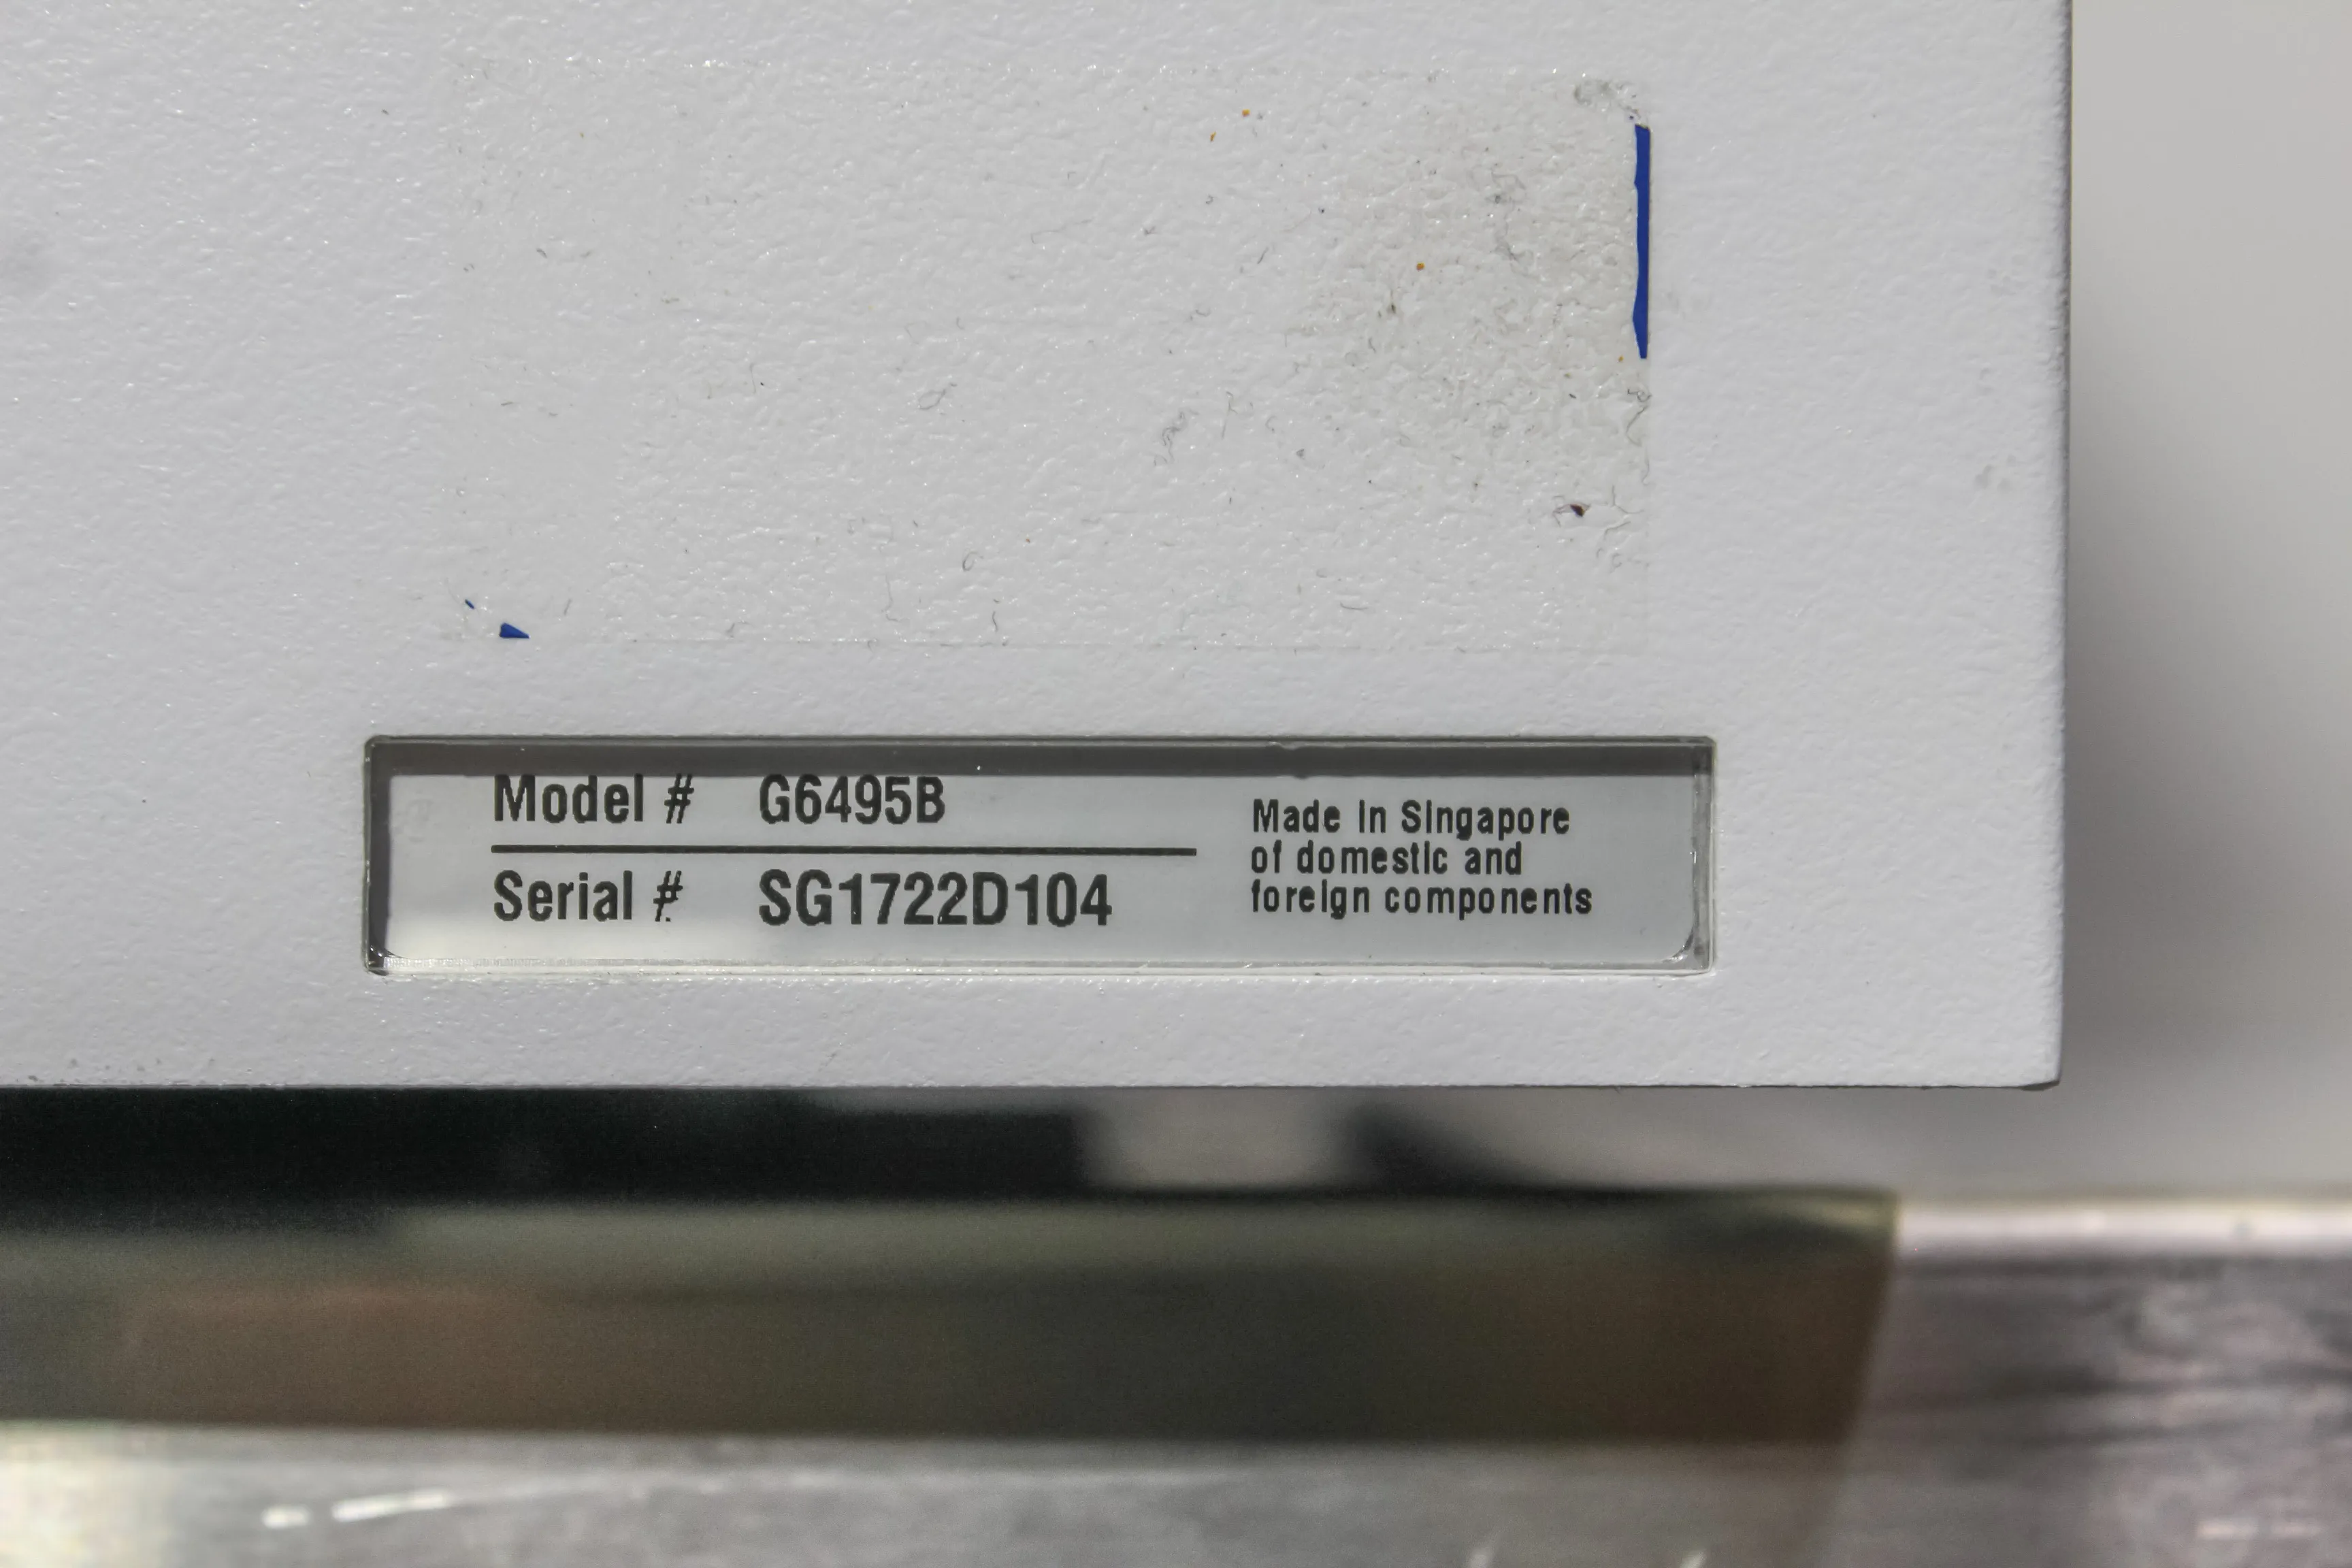 Model # G6495B
Serial # SG1722D104
Made in Singapore
of domestic and
foreign components